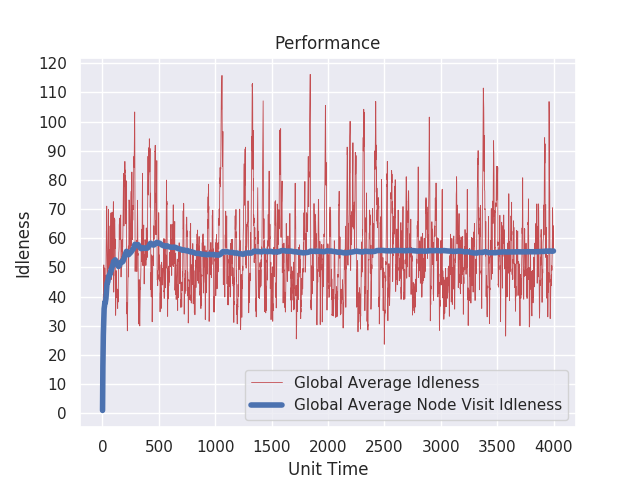 Performance
120
110
100
90
80
70
60
50
40
30
20
10
0
Idleness
0 500 1000 1500 2000 2500 3000 3500 4000
Unit Time
Global Average Idleness
Global Average Node Visit Idleness